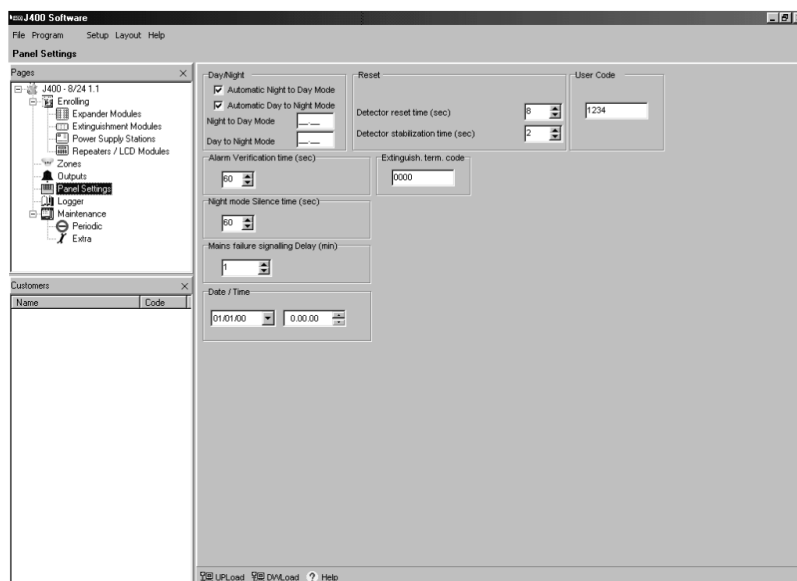 J400 Software
File Program Setup Layout Help
Panel Settings
Pages
J400 - 8/24 1.1
Enrolling
Expander Modules
Extinguishment Modules
Power Supply Stations
Repeaters / LCD Modules
Zones
Outputs
Panel Settings
Logger
Maintenance
Periodic
Extra
Customers
Name Code
Day/Night
Automatic Night to Day Mode
Automatic Day to Night Mode
Night to Day Mode __:__
Day to Night Mode __:__
Reset
Detector reset time (sec) 8
Detector stabilization time (sec) 2
User Code
1234
Alarm Verification time (sec)
60
Extinguish. term. code
0000
Night mode Silence time (sec)
60
Mains failure signalling Delay (min)
1
Date / Time
01/01/00 0.00.00
UPLoad DWLoad ? Help